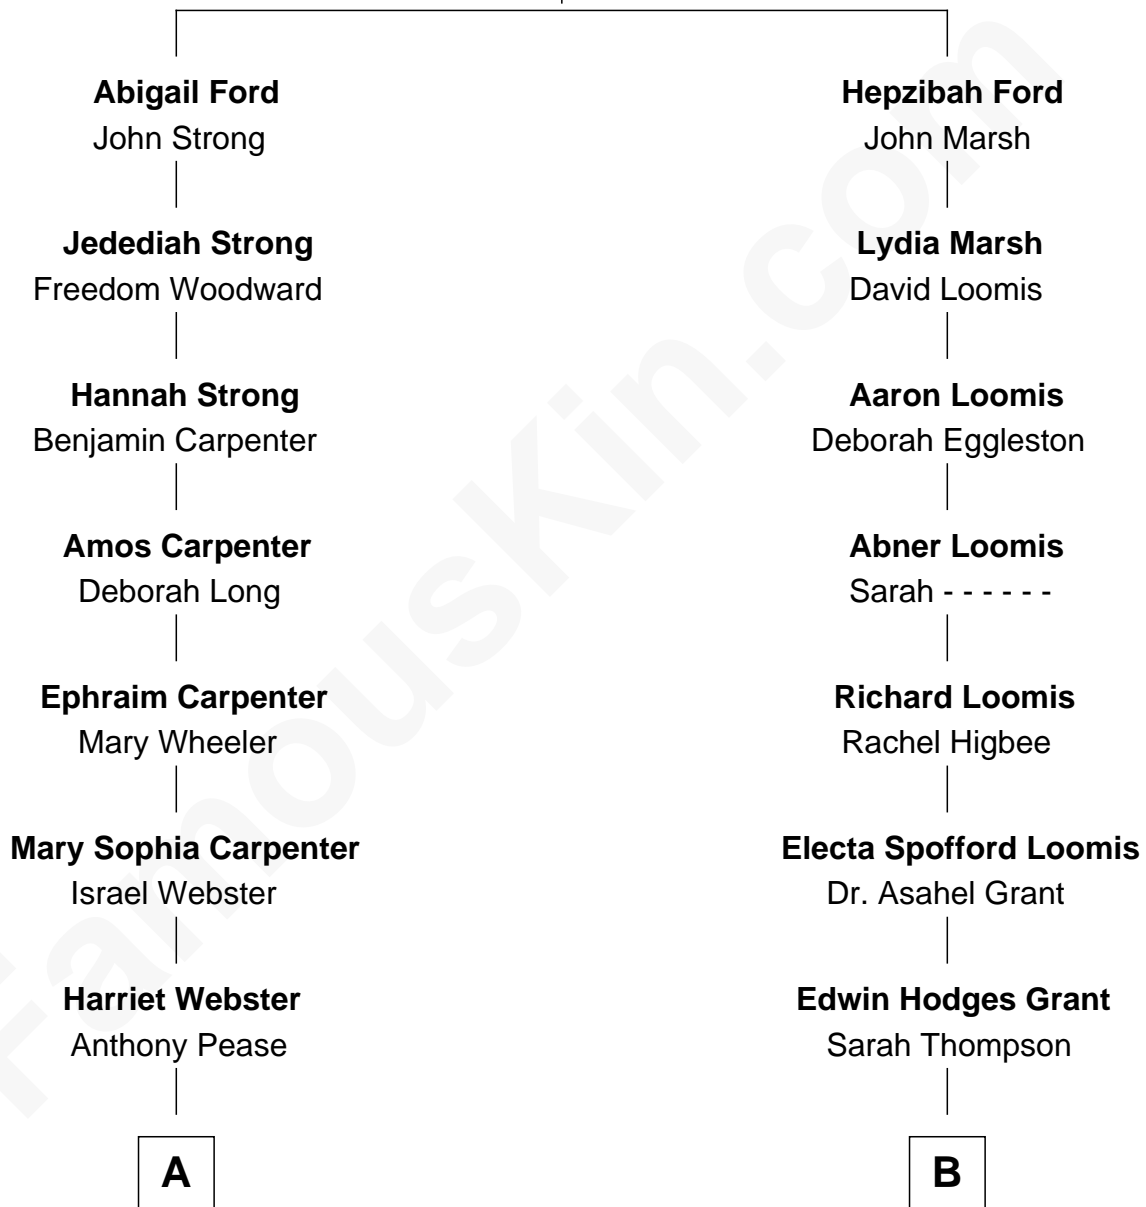 Abigail Ford
John Strong
Jedediah Strong
Freedom Woodward
Hannah Strong
Benjamin Carpenter
Amos Carpenter
Deborah Long
Ephraim Carpenter
Mary Wheeler
Mary Sophia Carpenter
Israel Webster
Harriet Webster
Anthony Pease
A
Hepzibah Ford
John Marsh
Lydia Marsh
David Loomis
Aaron Loomis
Deborah Eggleston
Abner Loomis
Sarah - - - - - -
Richard Loomis
Rachel Higbee
Electa Spofford Loomis
Dr. Asahel Grant
Edwin Hodges Grant
Sarah Thompson
B
FamousKin.com